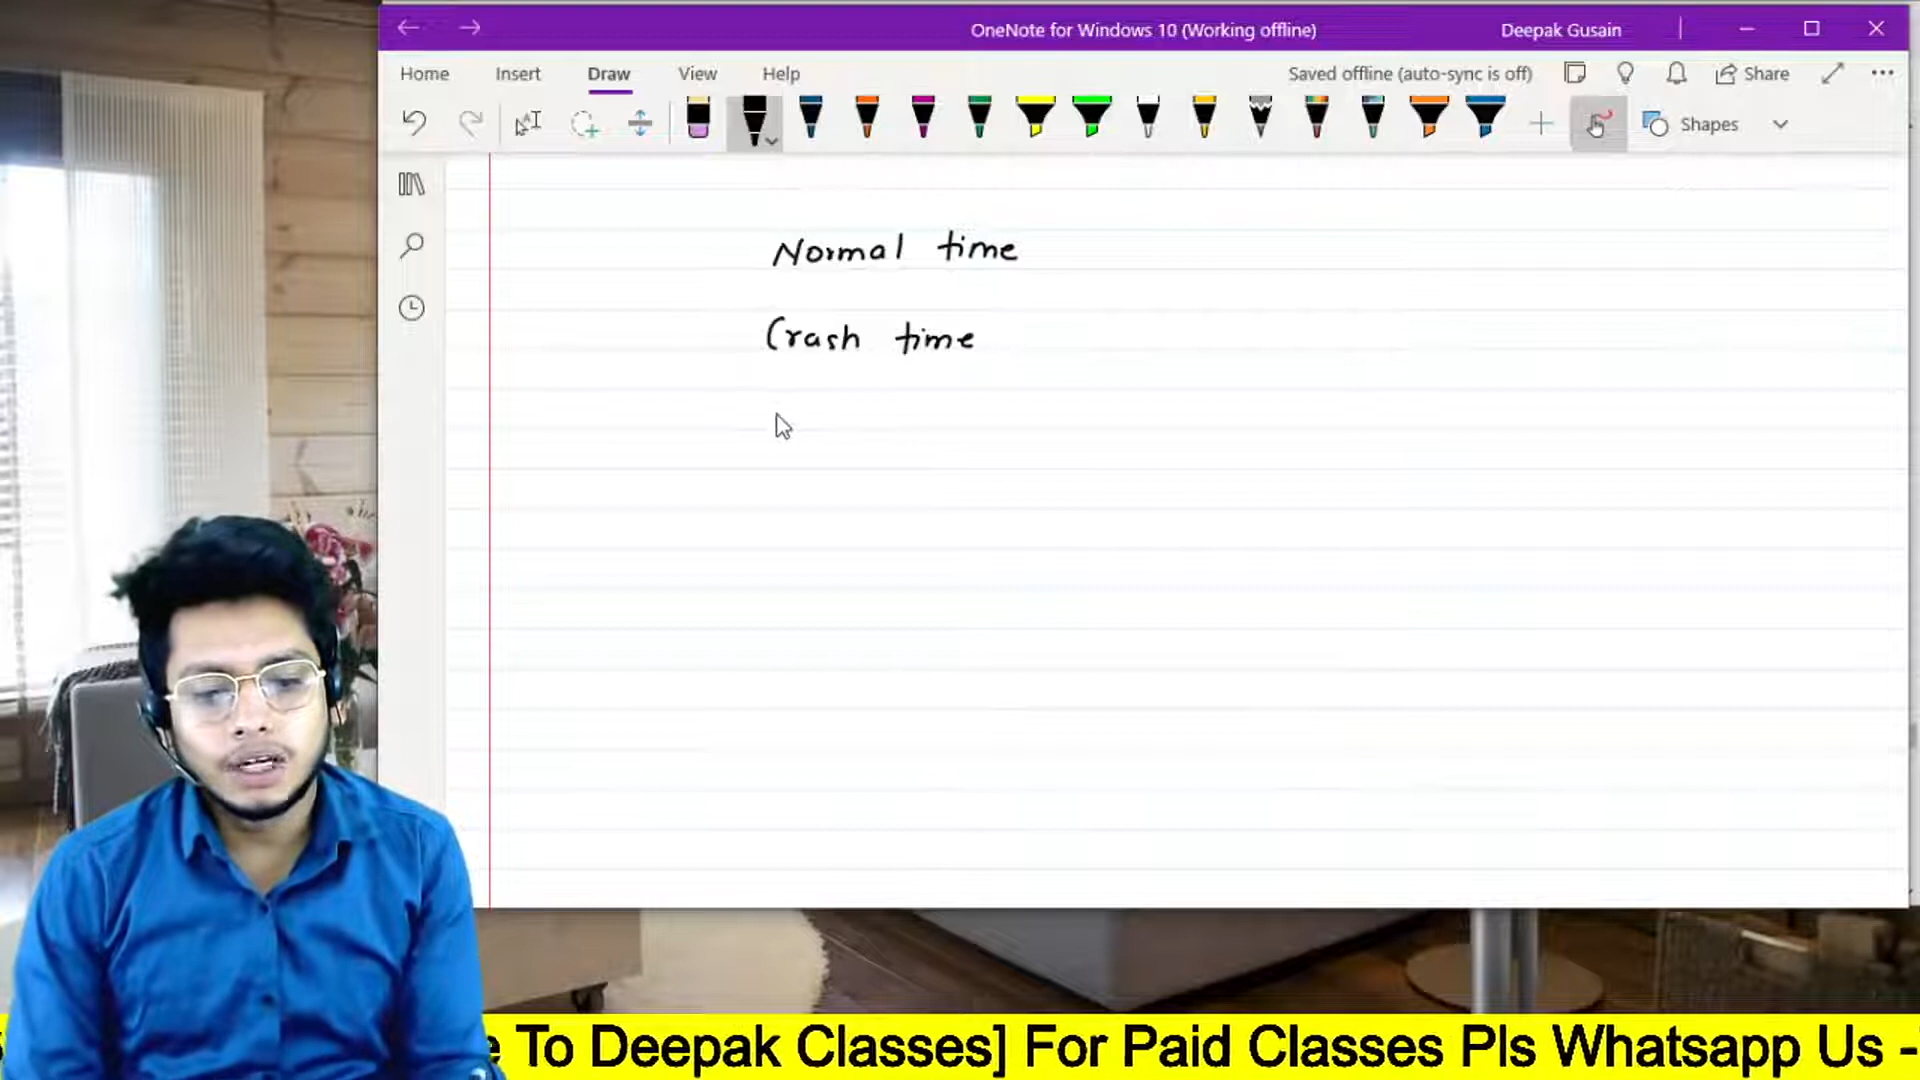 OneNote for Windows 10 (Working offline) Deepak Gusain
Home Insert Draw View Help Saved offline (auto-sync is off) Share
Shapes
Normal time
Crash time
To Deepak Classes] For Paid Classes Pls Whatsapp Us -